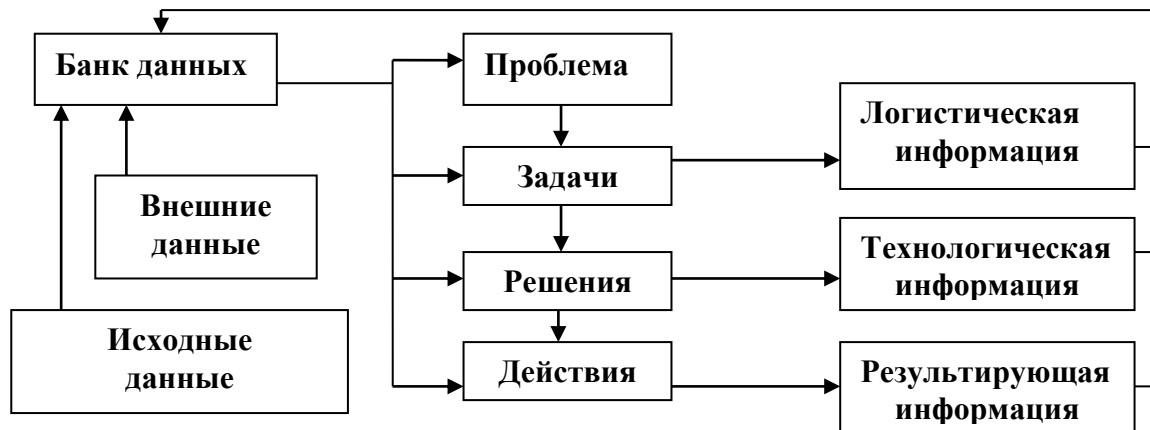 Банк данных
Проблема
Логистическая
информация
Задачи
Внешние
данные
Технологическая
информация
Решения
Исходные
данные
Действия
Результирующая
информация